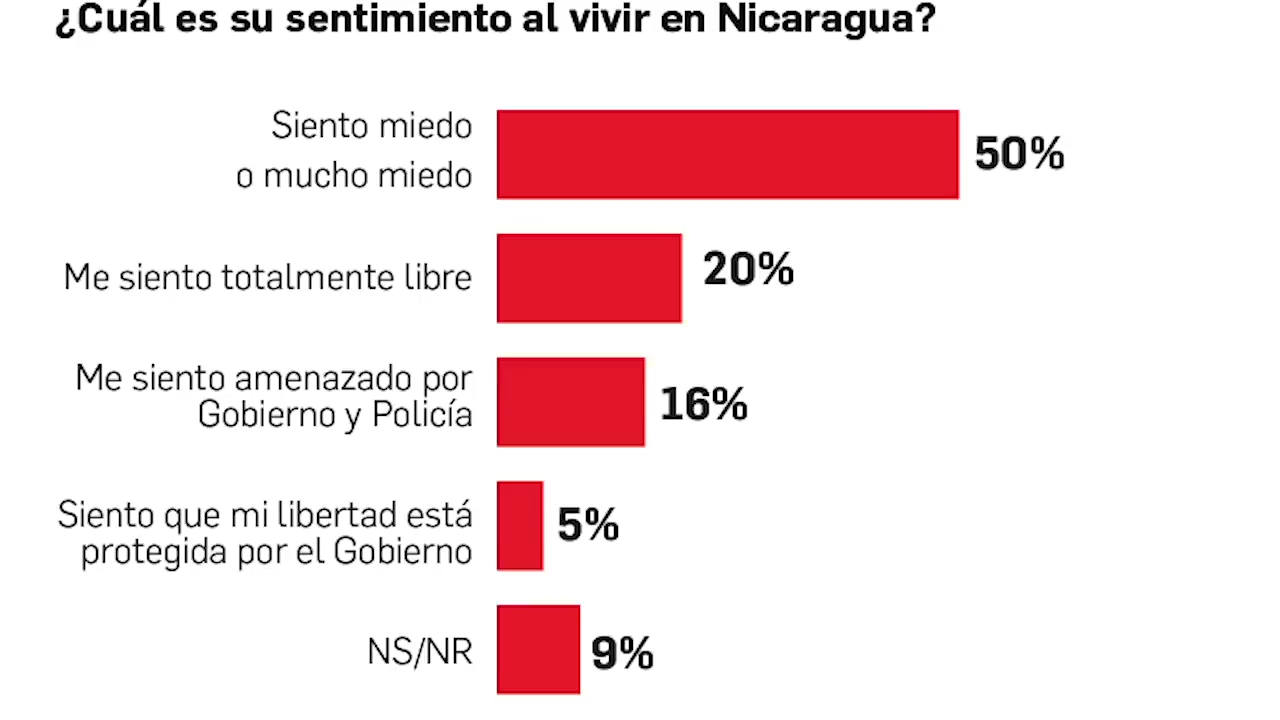 ¿Cuál es su sentimiento al vivir en Nicaragua?
Siento miedo
o mucho miedo
50%
Me siento totalmente libre
20%
Me siento amenazado por
Gobierno y Policía
16%
Siento que mi libertad está
protegida por el Gobierno
5%
NS/NR
9%